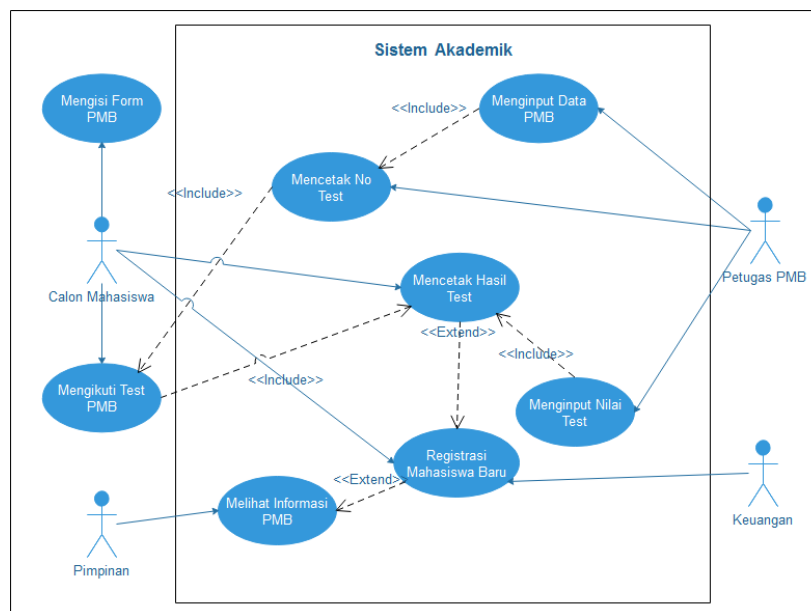 Sistem Akademik
Mengisi Form
PMB
<<Include>>
Menginput Data
PMB
Mencetak No
Test
<<Include>>
Calon Mahasiswa
Petugas PMB
Mencetak Hasil
Test
<<Extend>>
<<Include>>
Mengikuti Test
PMB
<<Include>>
Menginput Nilai
Test
Registrasi
Mahasiswa Baru
<<Extend>>
Melihat Informasi
PMB
Keuangan
Pimpinan